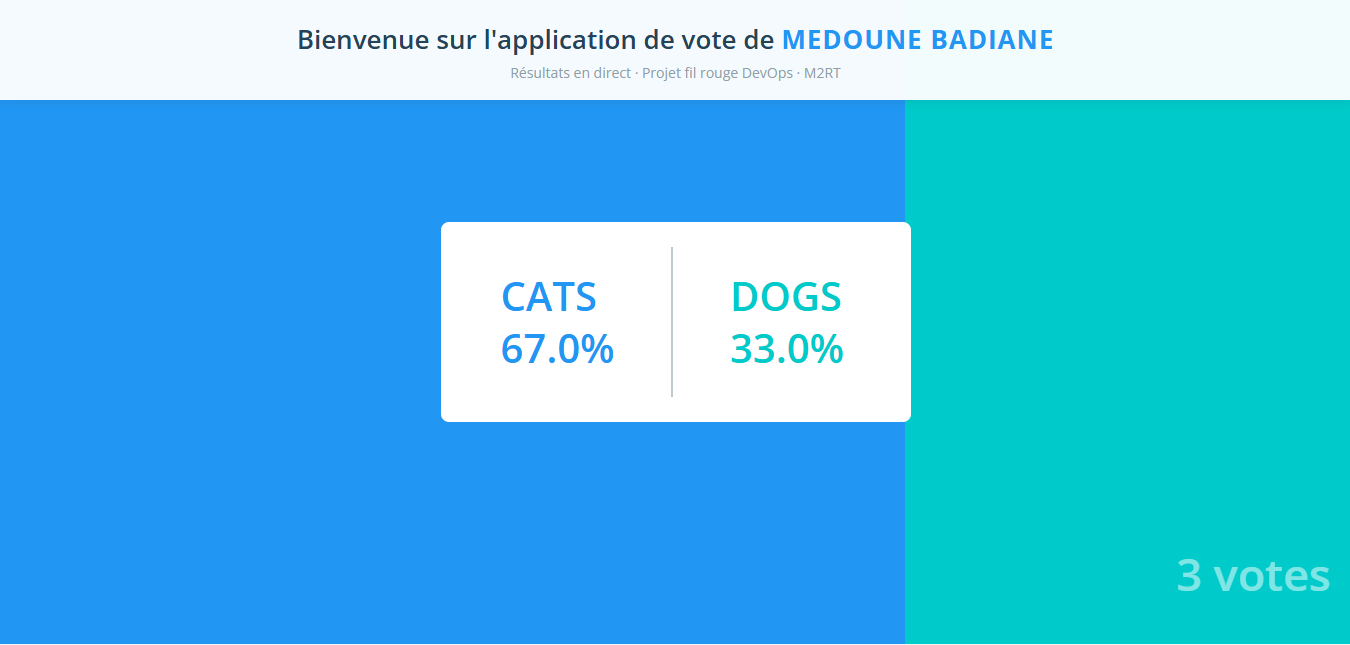 Bienvenue sur l'application de vote de MEDOUNE BADIANE
Résultats en direct · Projet fil rouge DevOps · M2RT
CATS
67.0%
DOGS
33.0%
3 votes